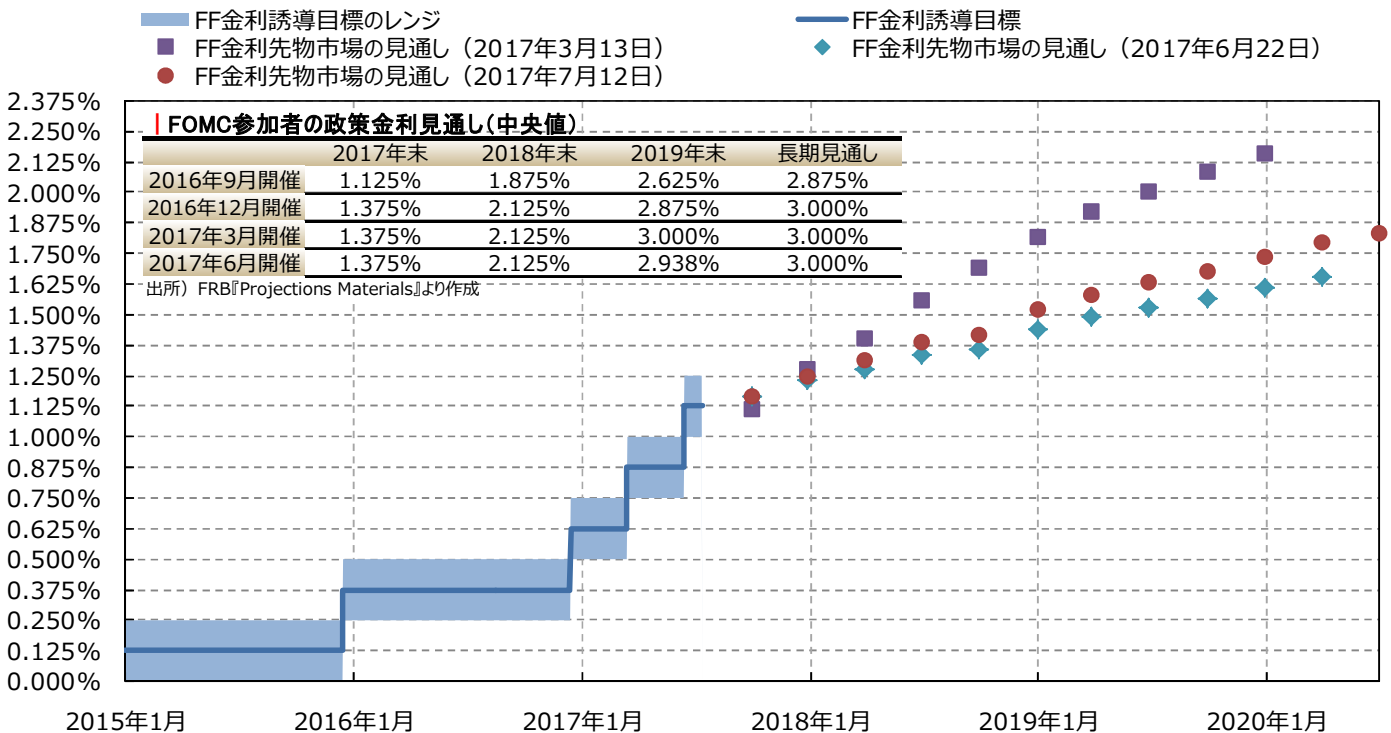 FF金利誘導目標のレンジ
FF金利誘導目標
FF金利先物市場の見通し（2017年3月13日）
FF金利先物市場の見通し（2017年6月22日）
FF金利先物市場の見通し（2017年7月12日）
2.375%
2.250%
2.125%
2.000%
1.875%
1.750%
1.625%
1.500%
1.375%
1.250%
1.125%
1.000%
0.875%
0.750%
0.625%
0.500%
0.375%
0.250%
0.125%
0.000%
FOMC参加者の政策金利見通し(中央値)
2017年末 2018年末 2019年末 長期見通し
2016年9月開催 1.125% 1.875% 2.625% 2.875%
2016年12月開催 1.375% 2.125% 2.875% 3.000%
2017年3月開催 1.375% 2.125% 3.000% 3.000%
2017年6月開催 1.375% 2.125% 2.938% 3.000%
出所）FRB『Projections Materials』より作成
2015年1月 2016年1月 2017年1月 2018年1月 2019年1月 2020年1月